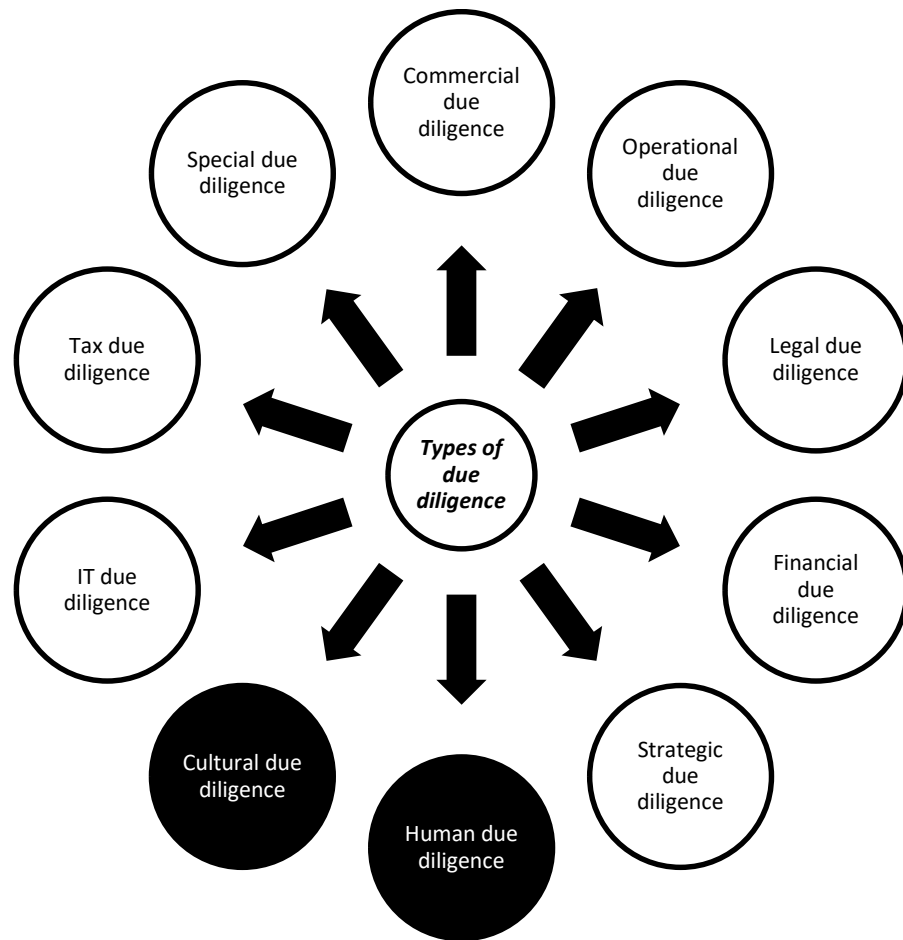 Commercial
due
diligence
Operational
due
diligence
Legal due
diligence
Financial
due
diligence
Strategic
due
diligence
Human due
diligence
Cultural due
diligence
IT due
diligence
Tax due
diligence
Special due
diligence
Types of
due
diligence